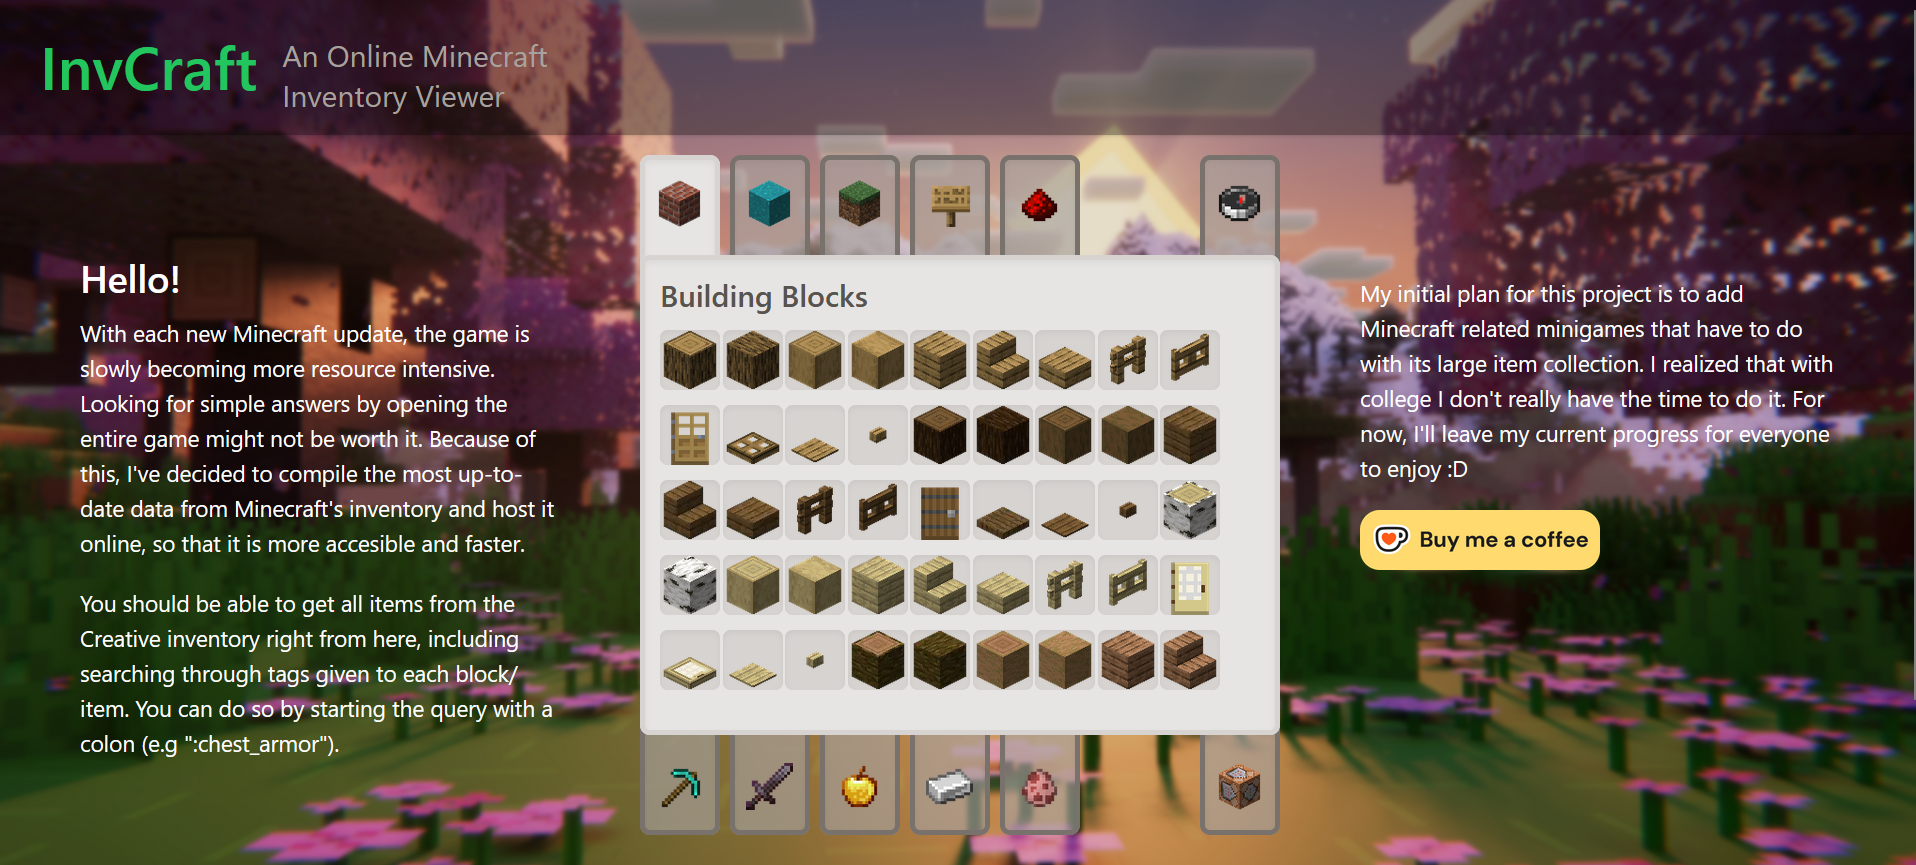 InvCraft
An Online Minecraft
Inventory Viewer
Hello!
With each new Minecraft update, the game is
slowly becoming more resource intensive.
Looking for simple answers by opening the
entire game might not be worth it. Because of
this, I've decided to compile the most up-to-
date data from Minecraft's inventory and host it
online, so that it is more accesible and faster.
You should be able to get all items from the
Creative inventory right from here, including
searching through tags given to each block/
item. You can do so by starting the query with a
colon (e.g ":chest_armor").
Building Blocks
My initial plan for this project is to add
Minecraft related minigames that have to do
with its large item collection. I realized that with
college I don't really have the time to do it. For
now, I'll leave my current progress for everyone
to enjoy :D
Buy me a coffee